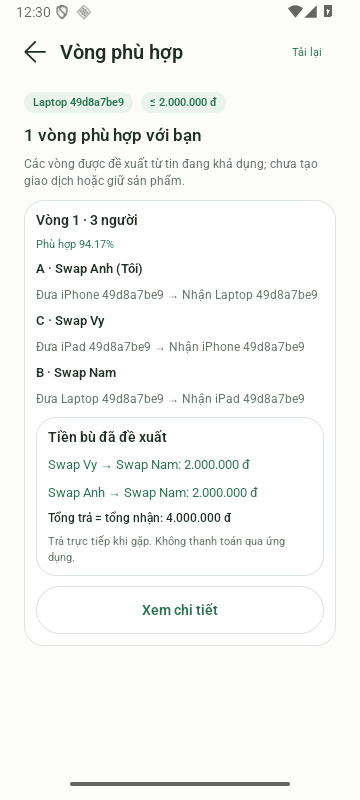 12:30
Vòng phù hợp
Tải lại
Laptop 49d8a7be9
≤ 2.000.000 đ
1 vòng phù hợp với bạn
Các vòng được đề xuất từ tin đang khả dụng; chưa tạo
giao dịch hoặc giữ sản phẩm.
Vòng 1 · 3 người
Phù hợp 94.17%
A · Swap Anh (Tôi)
Đưa iPhone 49d8a7be9 → Nhận Laptop 49d8a7be9
C · Swap Vy
Đưa iPad 49d8a7be9 → Nhận iPhone 49d8a7be9
B · Swap Nam
Đưa Laptop 49d8a7be9 → Nhận iPad 49d8a7be9
Tiền bù đã đề xuất
Swap Vy → Swap Nam: 2.000.000 đ
Swap Anh → Swap Nam: 2.000.000 đ
Tổng trả = tổng nhận: 4.000.000 đ
Trả trực tiếp khi gặp. Không thanh toán qua ứng
dụng.
Xem chi tiết